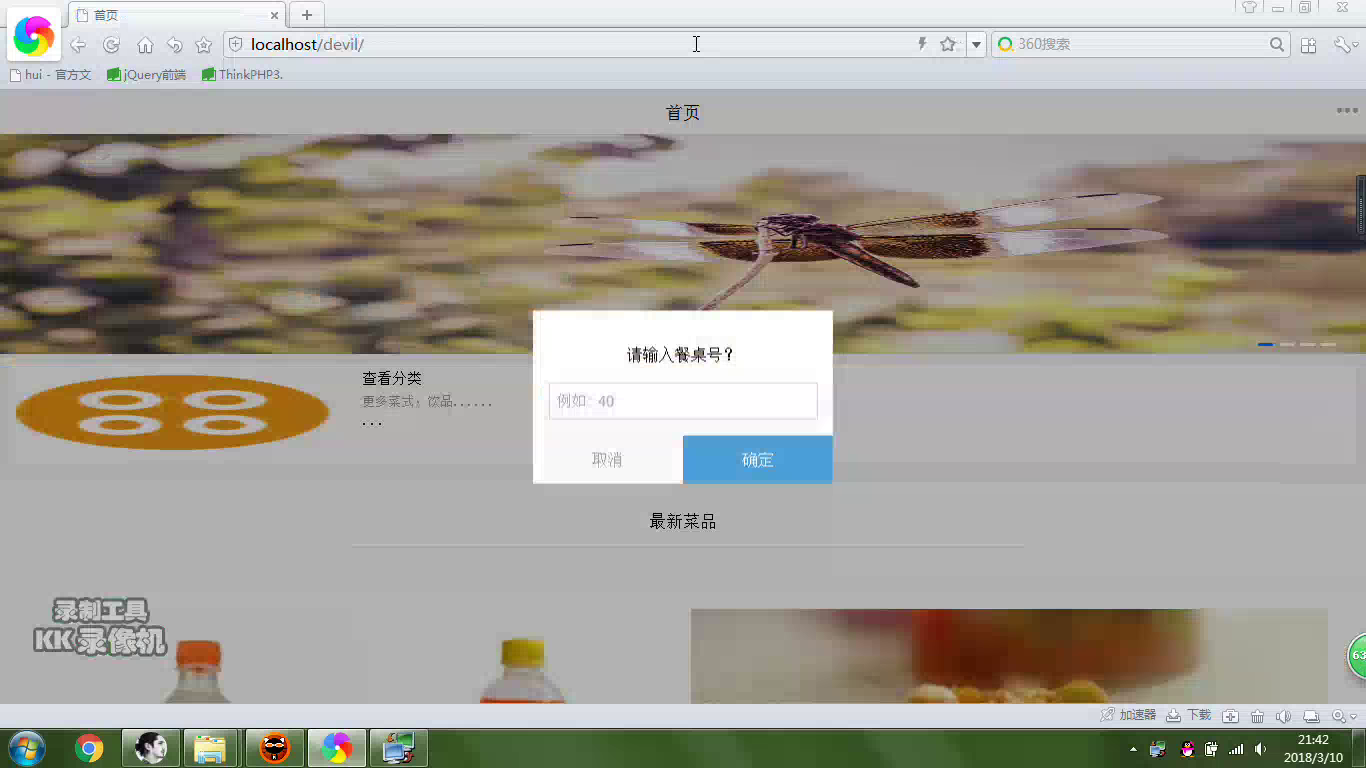 首页
localhost/devil/
360搜索
hui - 官方文
jQuery前端
ThinkPHP3.
首页
请输入餐桌号？
例如：40
取消
确定
查看分类
更多菜式，饮品......
...
最新菜品
录制工具
KK 录像机
63
加速器
下载
21:42
2018/3/10